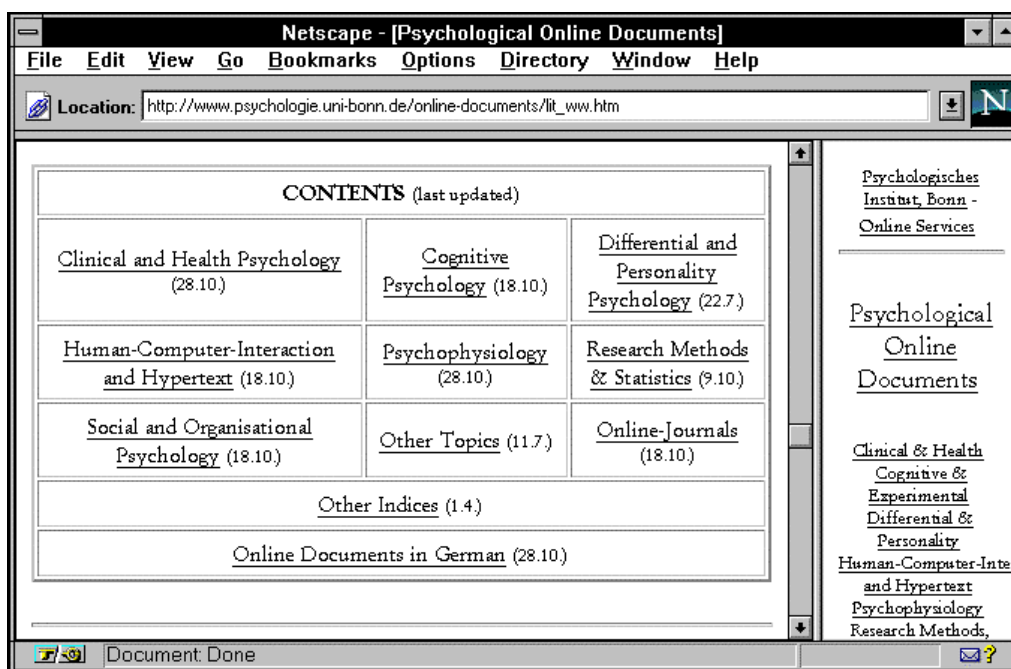 Netscape - [Psychological Online Documents]
File Edit View Go Bookmarks Options Directory Window Help
Location: http://www.psychologie.uni-bonn.de/online-documents/lit_ww.htm
N
CONTENTS (last updated)
Clinical and Health Psychology
(28.10.)
Cognitive
Psychology (18.10.)
Differential and
Personality
Psychology (22.7.)
Human-Computer-Interaction
and Hypertext (18.10.)
Psychophysiology
(28.10.)
Research Methods
& Statistics (9.10.)
Social and Organisational
Psychology (18.10.)
Other Topics (11.7.)
Online-Journals
(18.10.)
Other Indices (1.4.)
Online Documents in German (28.10.)
Psychologisches
Institut, Bonn -
Online Services
Psychological
Online
Documents
Clinical & Health
Cognitive &
Experimental
Differential &
Personality
Human-Computer-Inte
and Hypertext
Psychophysiology
Research Methods,
Document: Done